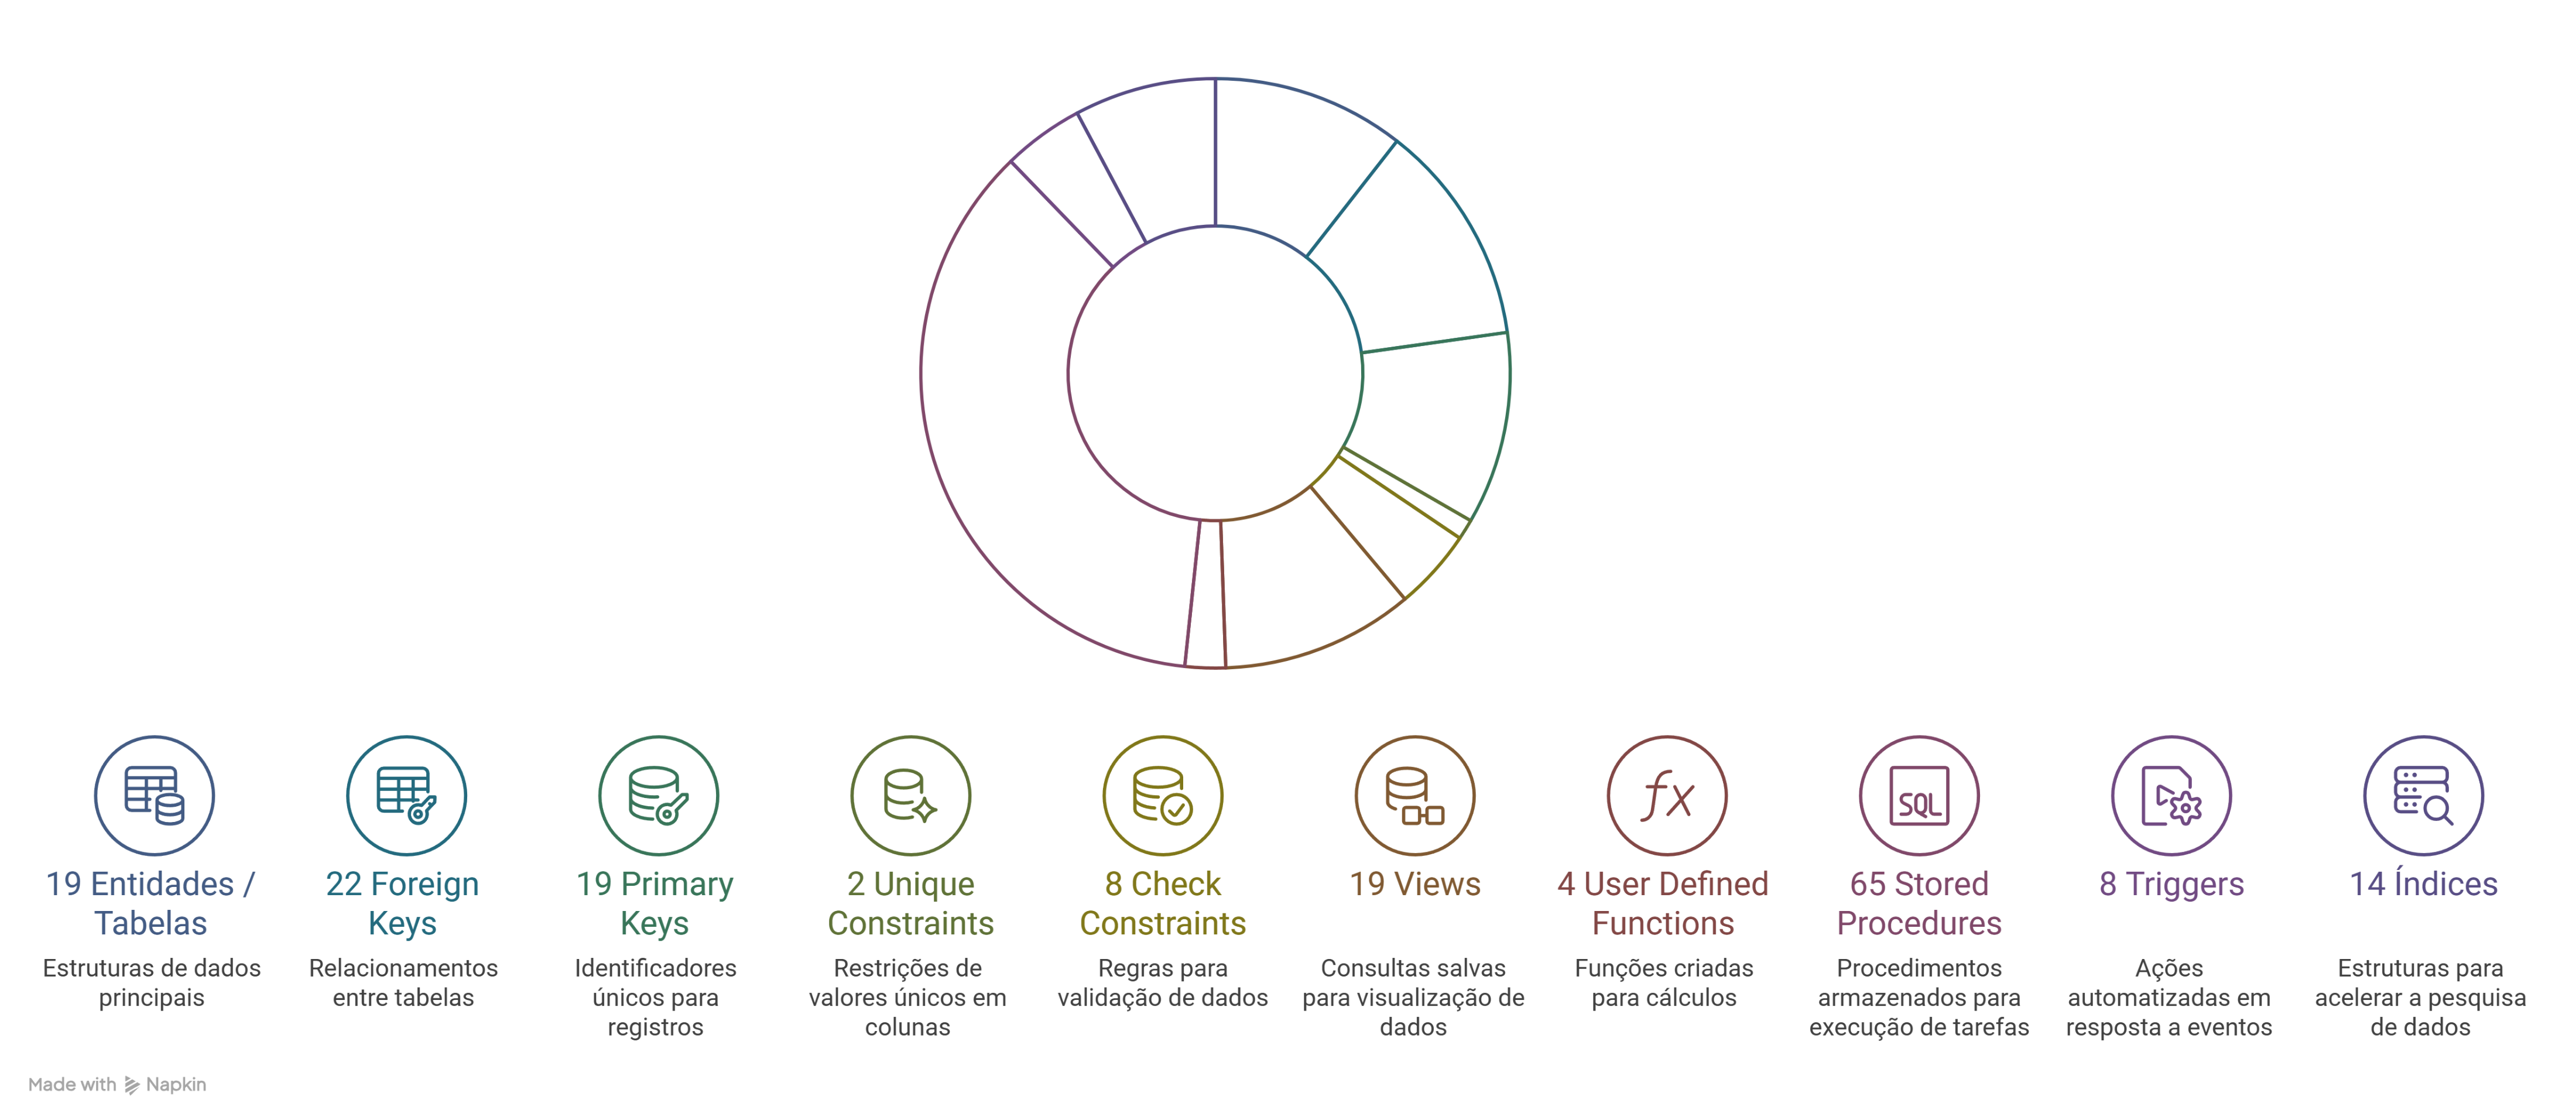 SQL
fx
19 Entidades /
Tabelas
Estruturas de dados
principais
22 Foreign
Keys
Relacionamentos
entre tabelas
19 Primary
Keys
Identificadores
únicos para
registros
2 Unique
Constraints
Restrições de
valores únicos em
colunas
8 Check
Constraints
Regras para
validação de dados
19 Views
Consultas salvas
para visualização de
dados
4 User Defined
Functions
Funções criadas
para cálculos
65 Stored
Procedures
Procedimentos
armazenados para
execução de tarefas
8 Triggers
Ações
automatizadas em
resposta a eventos
14 Índices
Estruturas para
acelerar a pesquisa
de dados
Made with Napkin